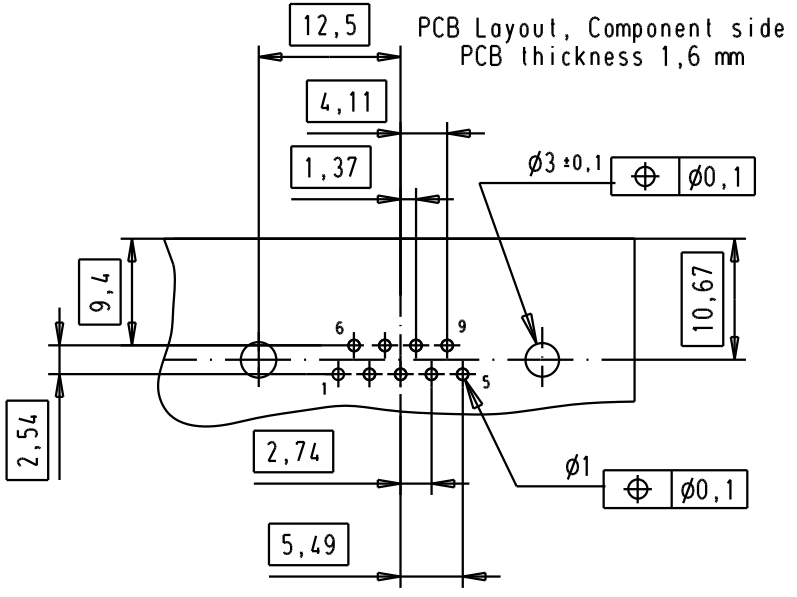 12,5
PCB Layout, Component side
PCB thickness 1,6 mm
4,11
1,37
Ø3 ±0,1
⌖ Ø0,1
9,4
10,67
6
9
1
5
2,54
2,74
Ø1
⌖ Ø0,1
5,49